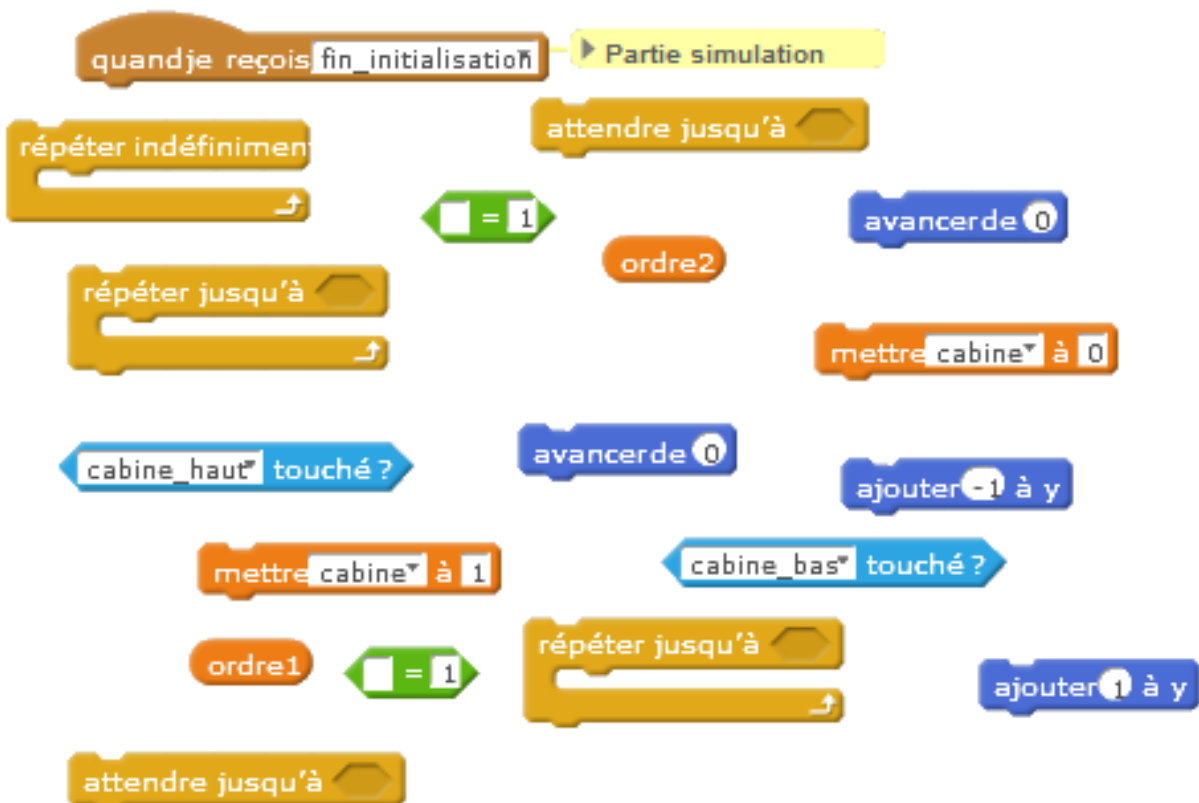 quandje reçois fin_initialisation
Partie simulation
attendre jusqu'à
répéter indéfiniment
= 1
avancerde 0
ordre2
répéter jusqu'à
mettre cabine à 0
cabine_haut touché ?
avancerde 0
ajouter -1 à y
mettre cabine à 1
cabine_bas touché ?
ordre1
= 1
répéter jusqu'à
ajouter 1 à y
attendre jusqu'à